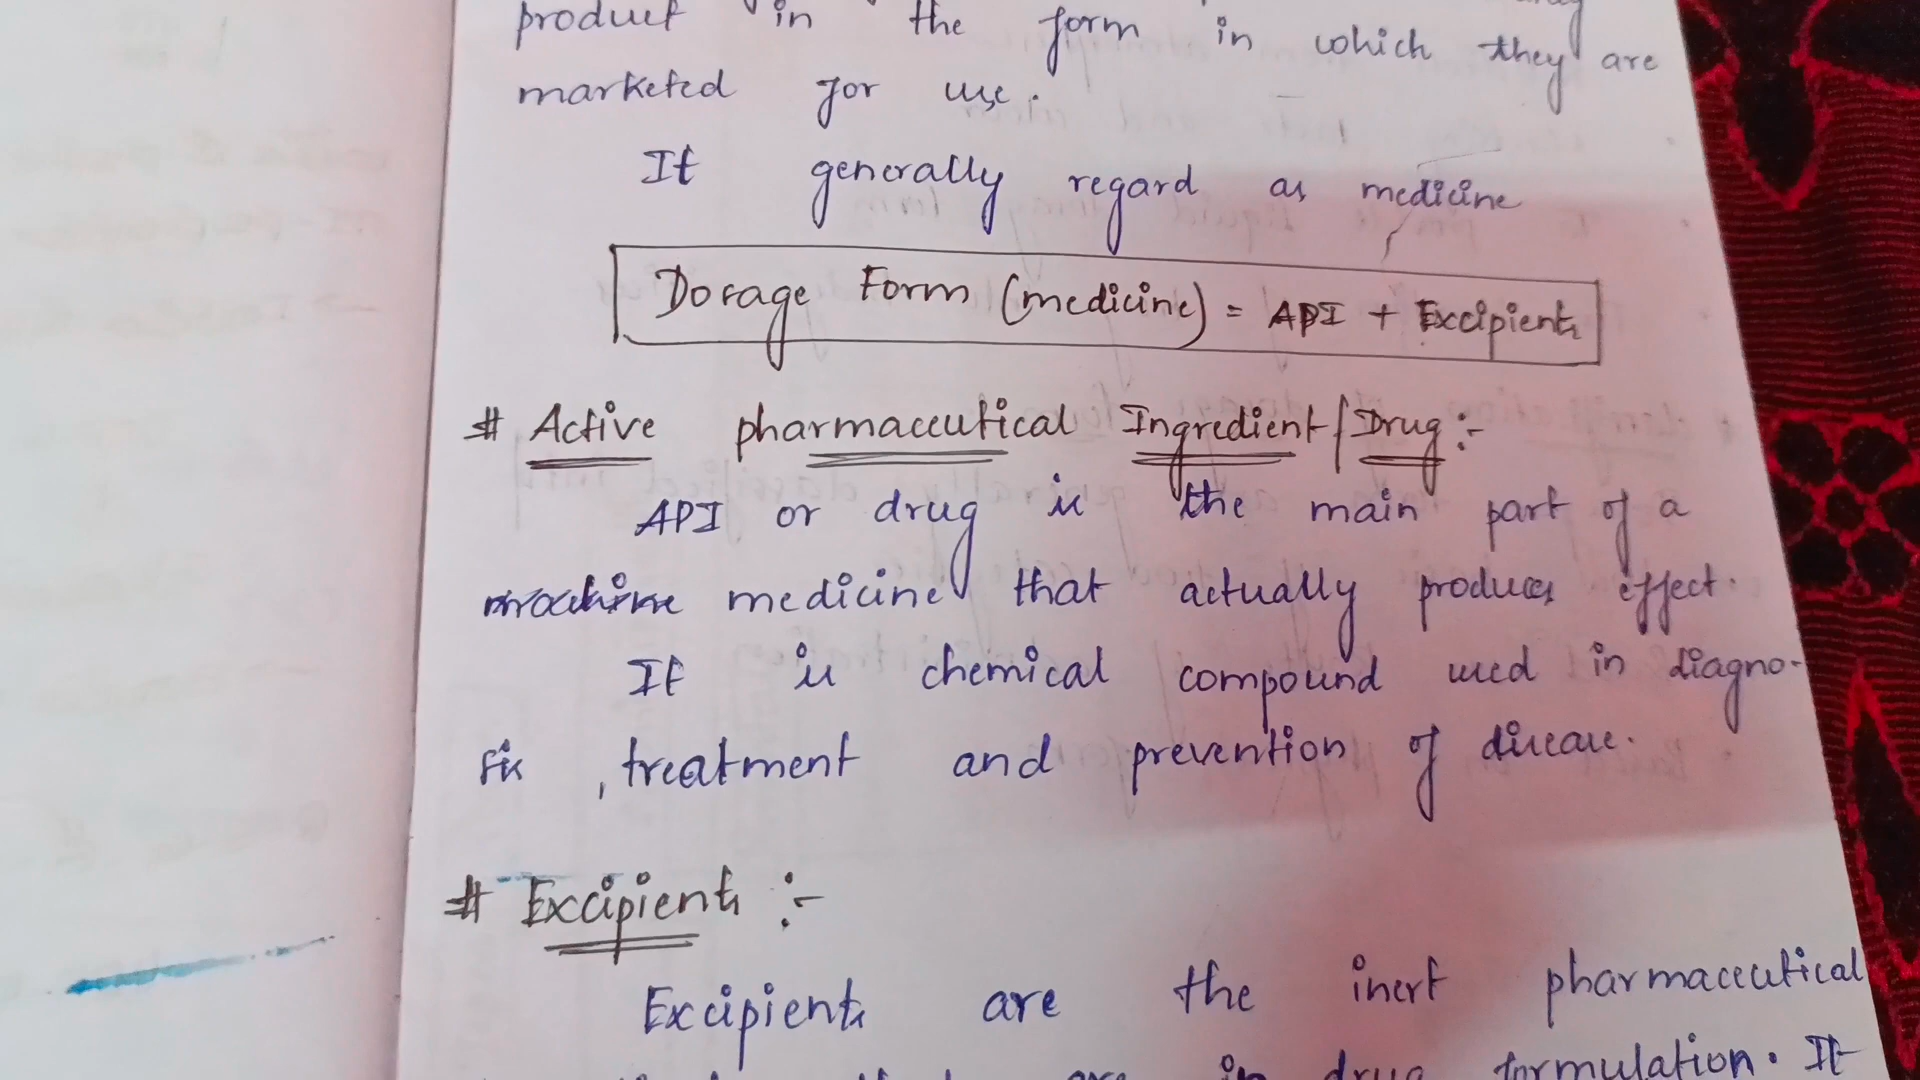 product in the form in which they are
marketed for use.
It generally regard as medicine
Dosage Form (medicine) = API + Excipients
# Active pharmaceutical Ingredient / Drug :-
API or drug is the main part of a
medicine that actually produces effect.
It is chemical compound used in diagno-
sis , treatment and prevention of disease.
# Excipients :-
Excipients are the inert pharmaceutical
are in drug formulation. It